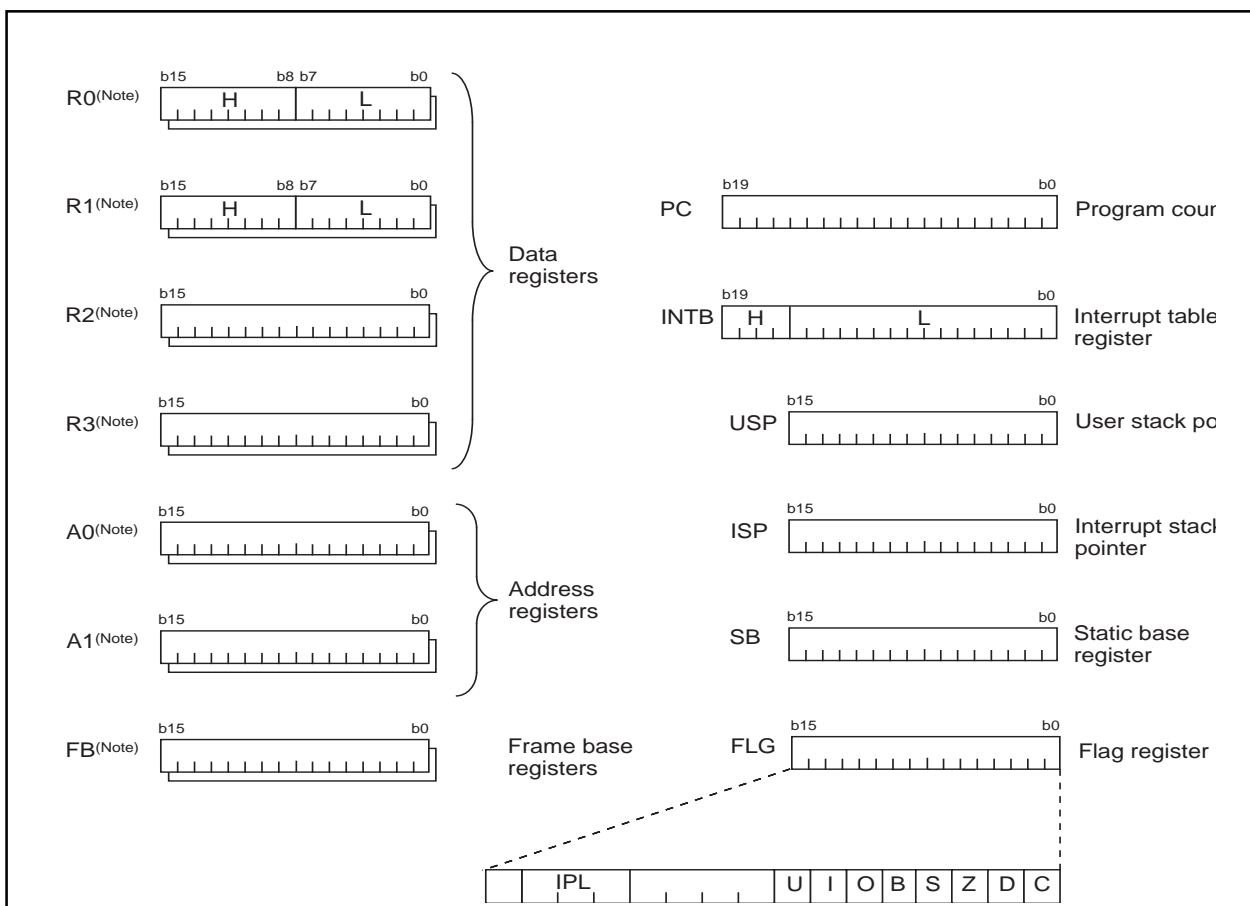 b15 b8 b7 b0
R0(Note) H L
b15 b8 b7 b0
R1(Note) H L
Data
registers
b15 b0
R2(Note)
b15 b0
R3(Note)
b15 b0
A0(Note)
Address
registers
b15 b0
A1(Note)
b15 b0
FB(Note)
Frame base
registers
b19 b0
PC Program
b19 b0
INTB H L
Interrupt table
register
b15 b0
USP User stack
b15 b0
ISP Interrupt
pointer
b15 b0
SB Static base
register
b15 b0
FLG Flag register
IPL U I O B S Z D C